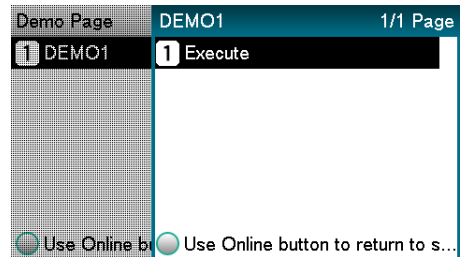 Demo Page
1 DEMO1
Use Online b
DEMO1 1/1 Page
1 Execute
Use Online button to return to s...